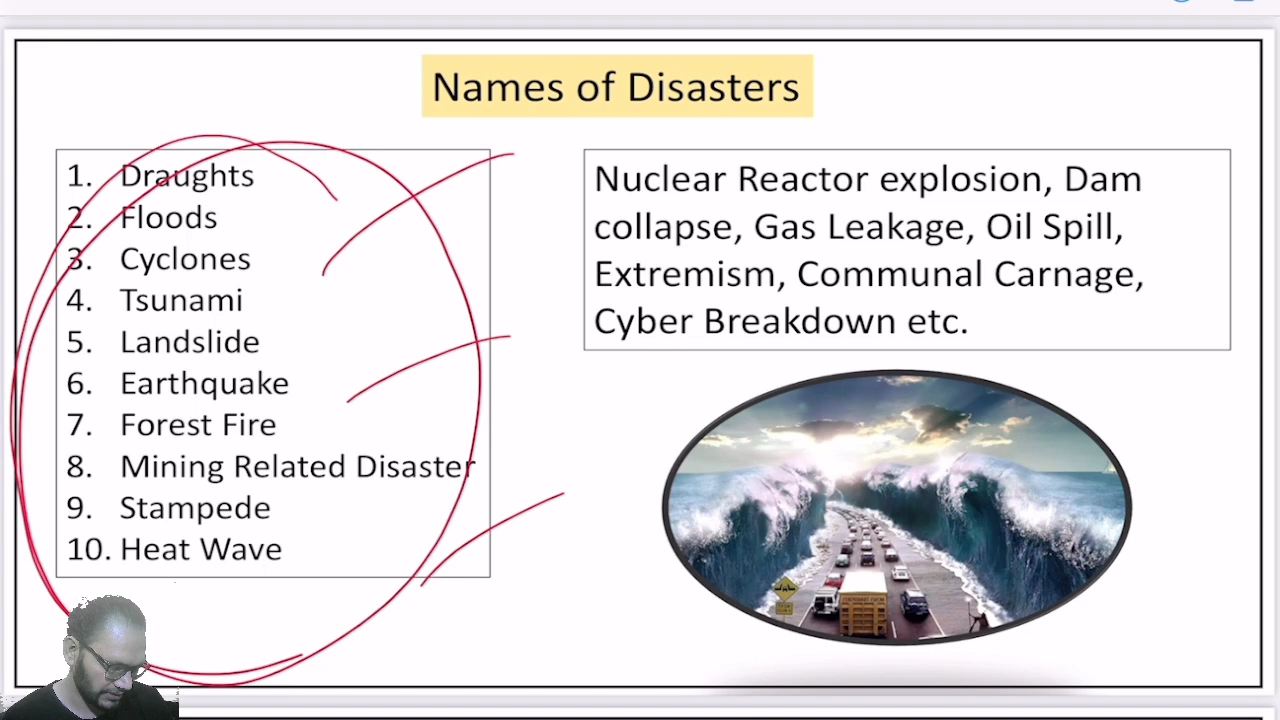 Names of Disasters
1. Draughts
2. Floods
3. Cyclones
4. Tsunami
5. Landslide
6. Earthquake
7. Forest Fire
8. Mining Related Disaster
9. Stampede
10. Heat Wave
Nuclear Reactor explosion, Dam
collapse, Gas Leakage, Oil Spill,
Extremism, Communal Carnage,
Cyber Breakdown etc.